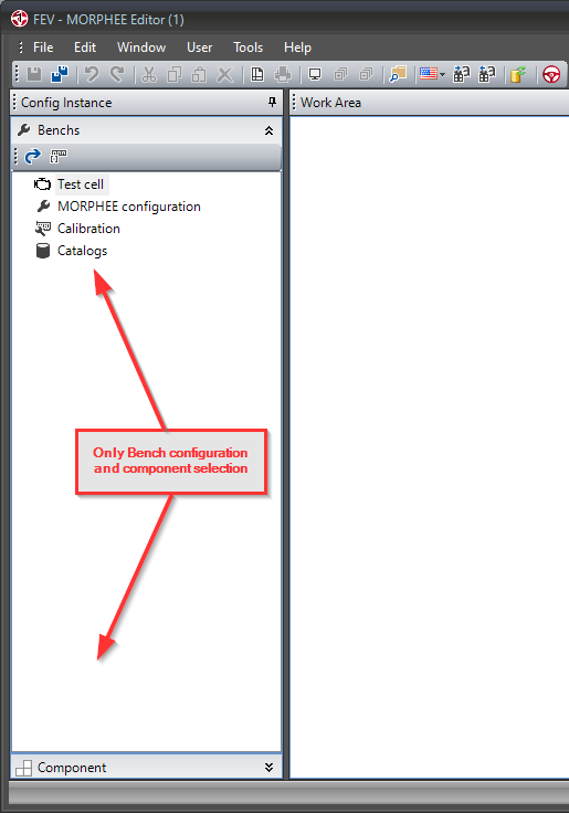 FEV - MORPHEE Editor (1)
File Edit Window User Tools Help
Config Instance
Work Area
Benchs
Test cell
MORPHEE configuration
Calibration
Catalogs
Only Bench configuration
and component selection
Component